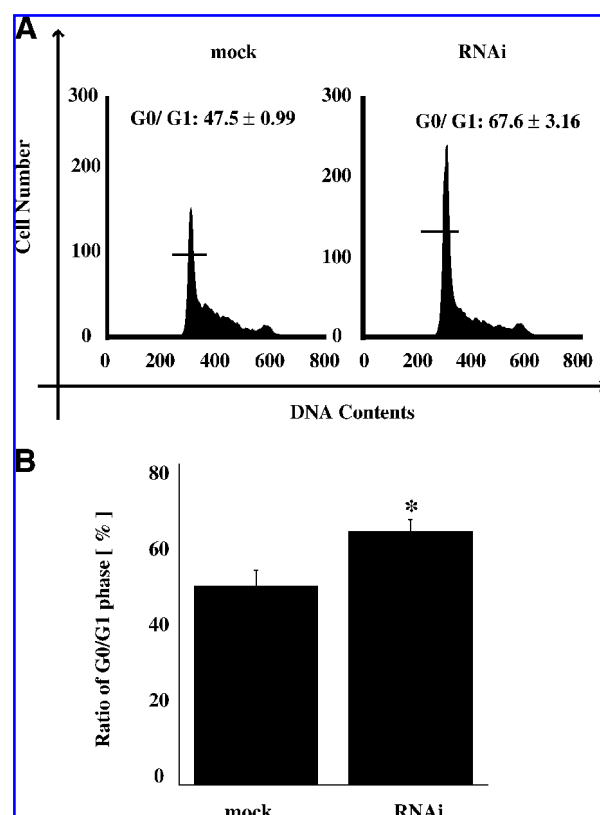 A
mock
RNAi
300
200
100
0
G0/ G1: 47.5 ± 0.99
300
200
100
0
G0/ G1: 67.6 ± 3.16
Cell Number
0 200 400 600 800
0 200 400 600 800
DNA Contents
B
80
60
40
20
0
Ratio of G0/G1 phase [ % ]
*
mock
RNAi